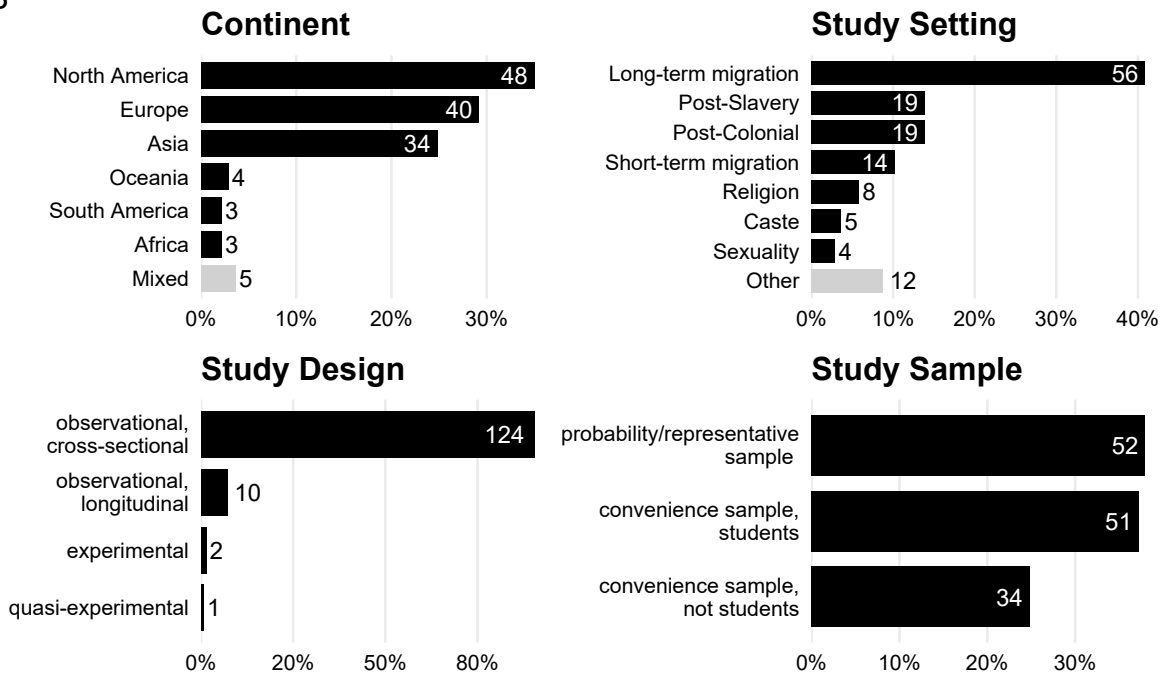 Continent
North America 48
Europe 40
Asia 34
Oceania 4
South America 3
Africa 3
Mixed 5
0% 10% 20% 30%
Study Setting
Long-term migration 56
Post-Slavery 19
Post-Colonial 19
Short-term migration 14
Religion 8
Caste 5
Sexuality 4
Other 12
0% 10% 20% 30% 40%
Study Design
observational,
cross-sectional 124
observational,
longitudinal 10
experimental 2
quasi-experimental 1
0% 20% 50% 80%
Study Sample
probability/representative
sample 52
convenience sample,
students 51
convenience sample,
not students 34
0% 10% 20% 30%